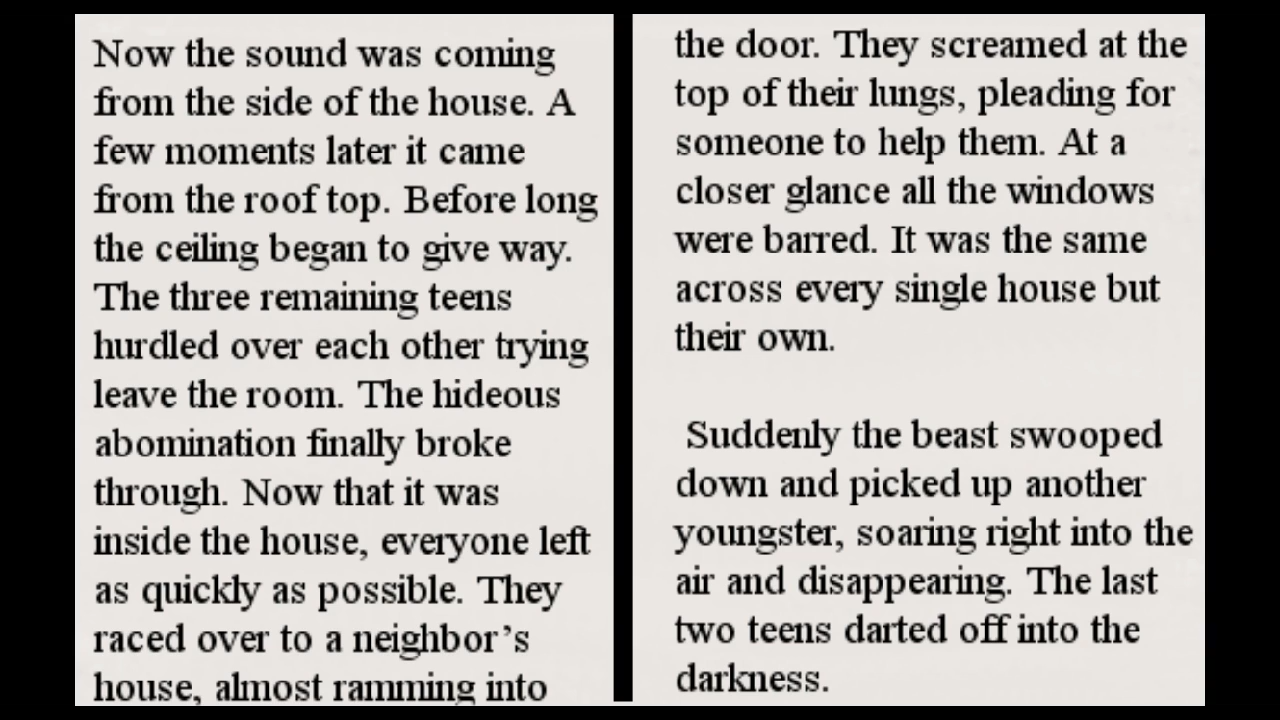 Now the sound was coming
from the side of the house. A
few moments later it came
from the roof top. Before long
the ceiling began to give way.
The three remaining teens
hurdled over each other trying
leave the room. The hideous
abomination finally broke
through. Now that it was
inside the house, everyone left
as quickly as possible. They
raced over to a neighbor’s
house, almost ramming into
the door. They screamed at the
top of their lungs, pleading for
someone to help them. At a
closer glance all the windows
were barred. It was the same
across every single house but
their own.
Suddenly the beast swooped
down and picked up another
youngster, soaring right into the
air and disappearing. The last
two teens darted off into the
darkness.